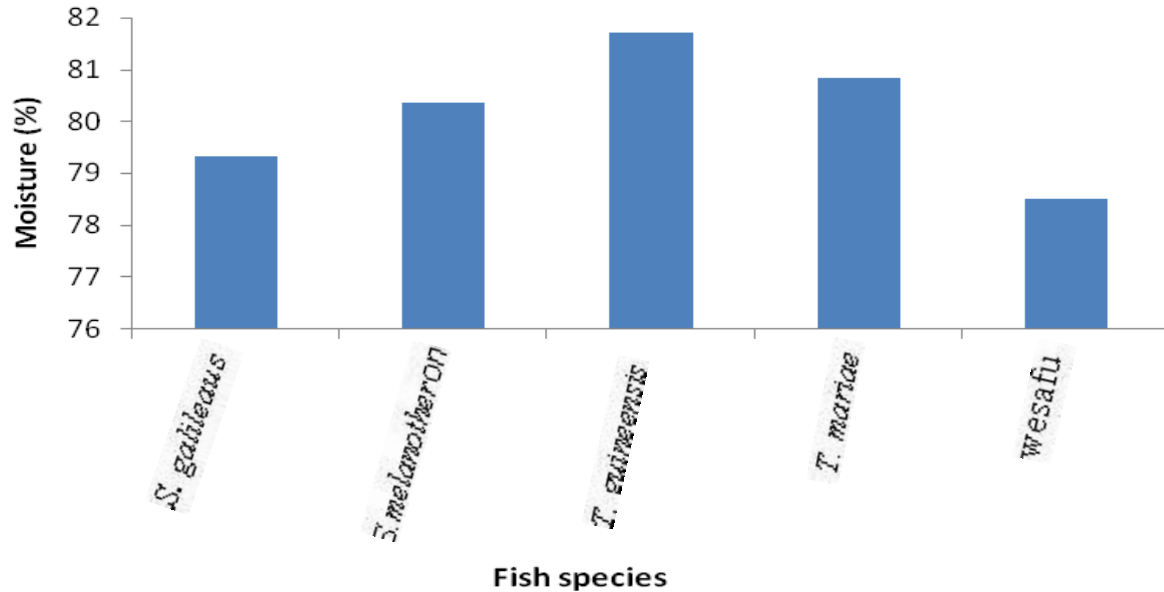 82
81
80
79
78
77
76
Moisture (%)
S. galileaus
S.melanotheron
T. guineensis
T. mariae
Wesafu
Fish species